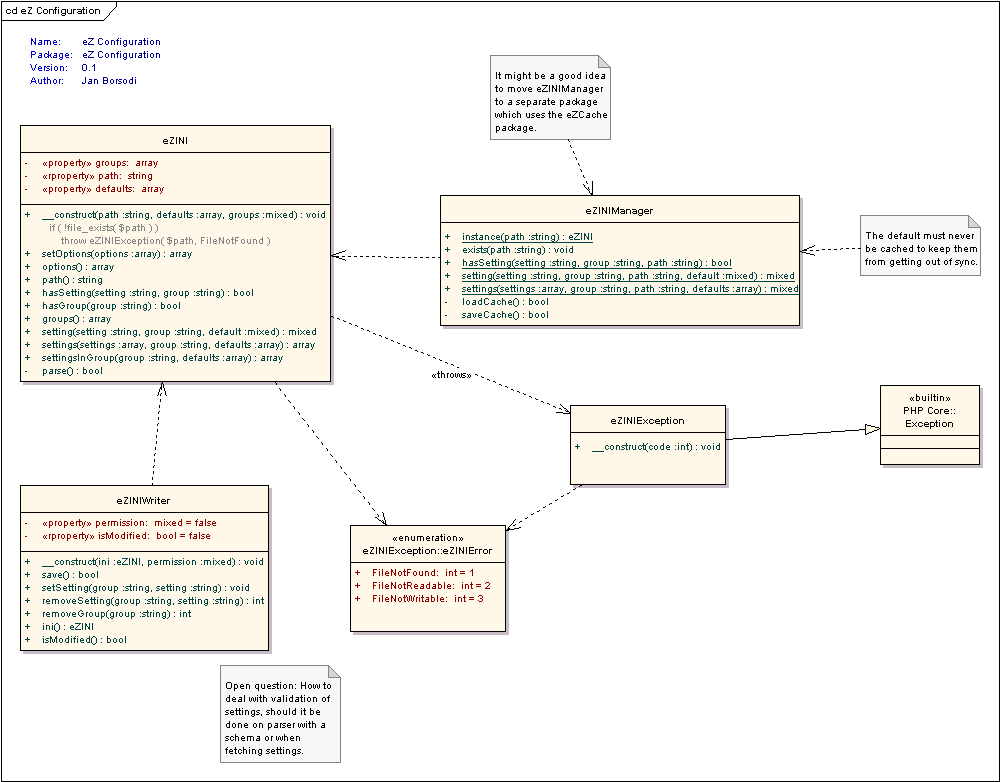 cd eZ Configuration
Name: eZ Configuration
Package: eZ Configuration
Version: 0.1
Author: Jan Borsodi
It might be a good idea
to move eZINIManager
to a separate package
which uses the eZCache
package.
eZINI
- «property» groups: array
- «rproperty» path: string
- «property» defaults: array
+ __construct(path :string, defaults :array, groups :mixed) : void
if ( !file_exists( $path ) )
throw eZINIException( $path, FileNotFound )
+ setOptions(options :array) : array
+ options() : array
+ path() : string
+ hasSetting(setting :string, group :string) : bool
+ hasGroup(group :string) : bool
+ groups() : array
+ setting(setting :string, group :string, default :mixed) : mixed
+ settings(settings :array, group :string, defaults :array) : array
+ settingsInGroup(group :string, defaults :array) : array
- parse() : bool
eZINIManager
+ instance(path :string) : eZINI
+ exists(path :string) : void
+ hasSetting(setting :string, group :string, path :string) : bool
+ setting(setting :string, group :string, path :string, default :mixed) : mixed
+ settings(settings :array, group :string, path :string, defaults :array) : mixed
- loadCache() : bool
- saveCache() : bool
The default must never
be cached to keep them
from getting out of sync.
«throws»
eZINIException
+ __construct(code :int) : void
«builtin»
PHP Core::
Exception
eZINIWriter
- «property» permission: mixed = false
- «rproperty» isModified: bool = false
+ __construct(ini :eZINI, permission :mixed) : void
+ save() : bool
+ setSetting(group :string, setting :string) : void
+ removeSetting(group :string, setting :string) : int
+ removeGroup(group :string) : int
+ ini() : eZINI
+ isModified() : bool
«enumeration»
eZINIException::eZINIError
+ FileNotFound: int = 1
+ FileNotReadable: int = 2
+ FileNotWritable: int = 3
Open question: How to
deal with validation of
settings, should it be
done on parser with a
schema or when
fetching settings.